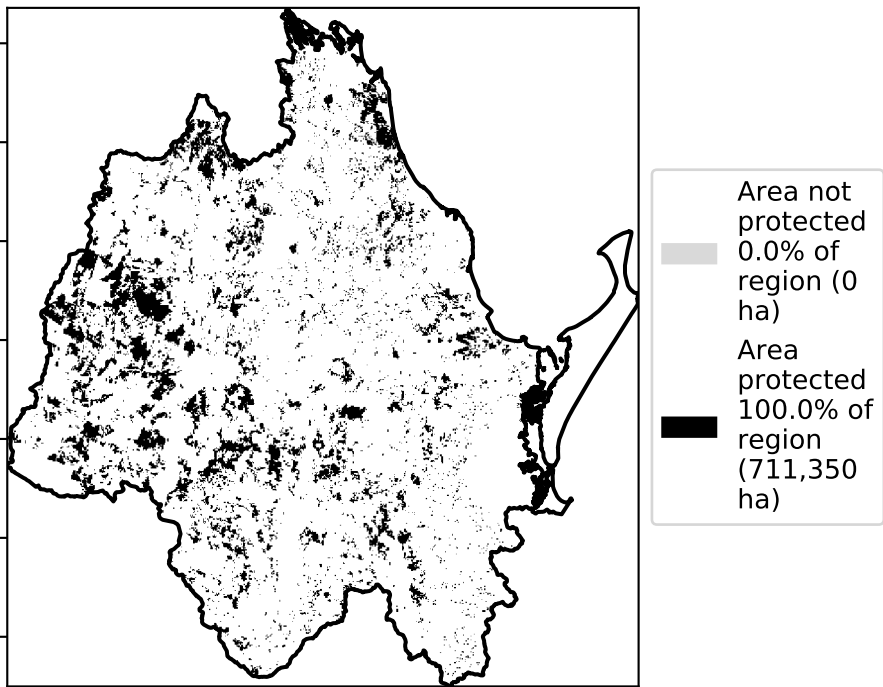 Area not
protected
0.0% of
region (0
ha)
Area
protected
100.0% of
region
(711,350
ha)